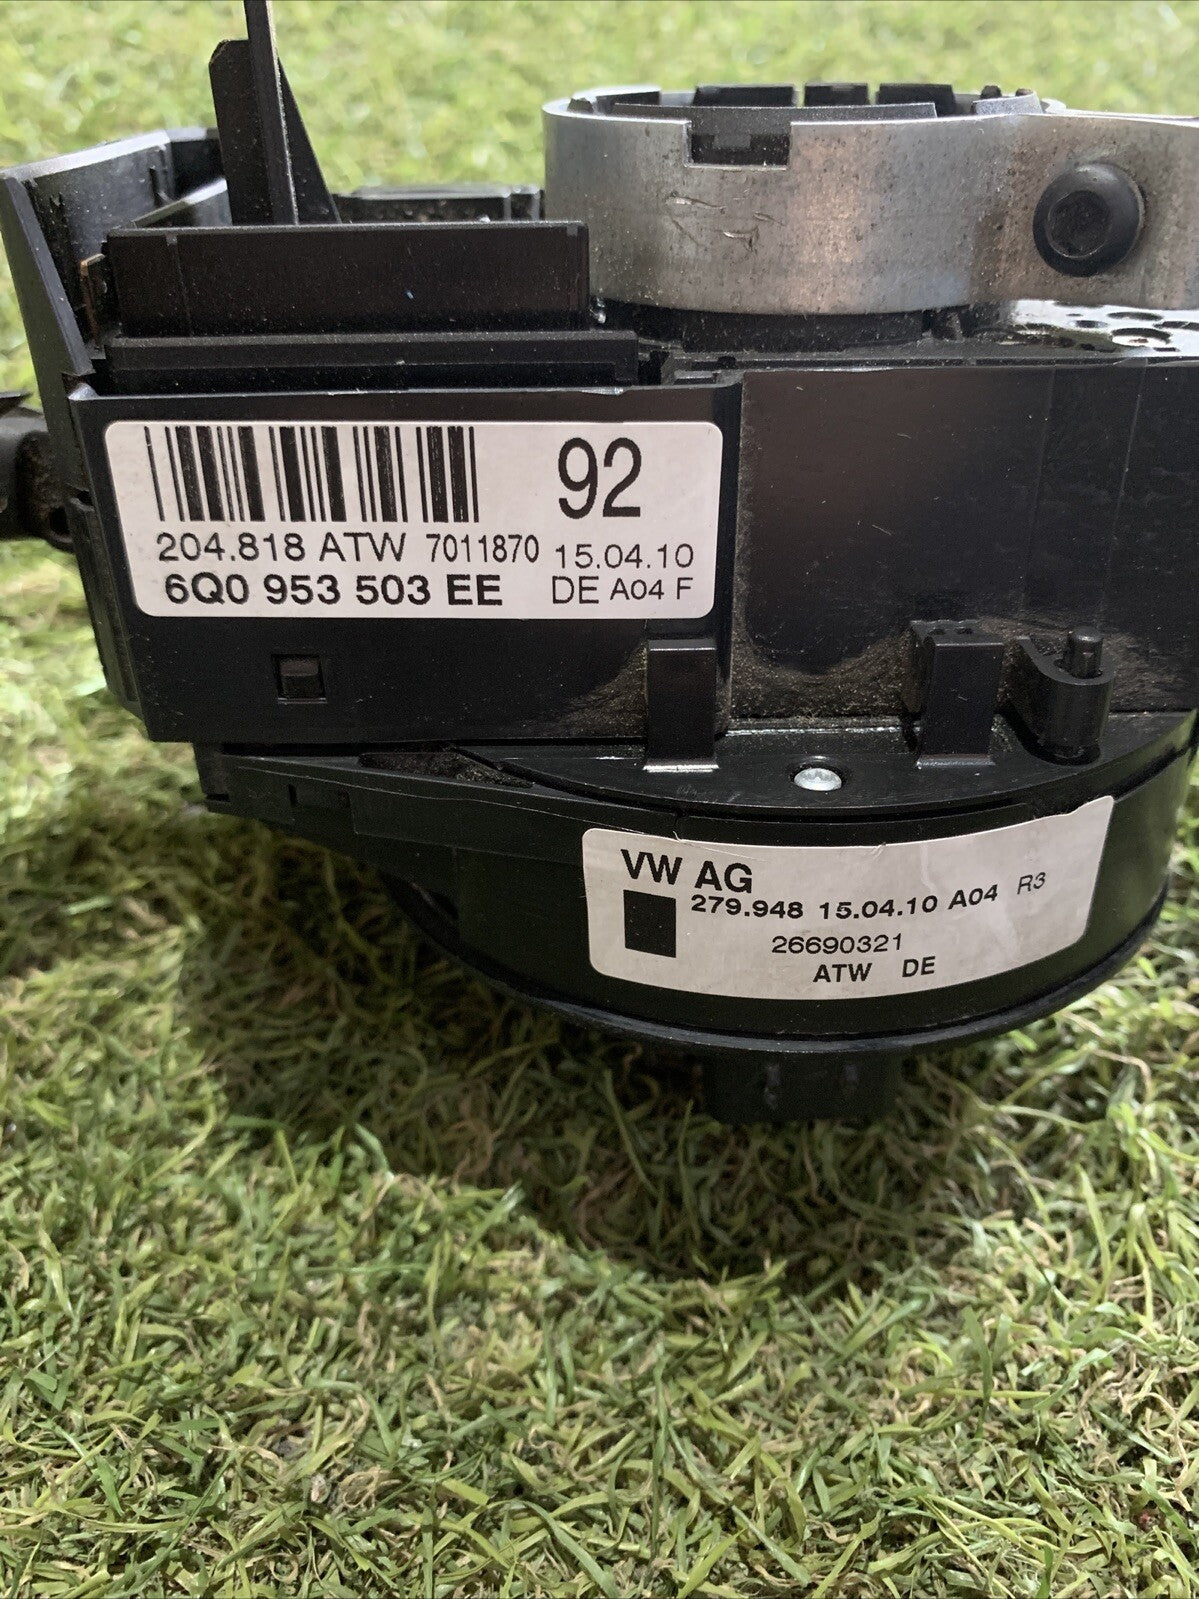 92
204.818 ATW 7011870 15.04.10
6Q0 953 503 EE DE A04 F
VW AG
279.948 15.04.10 A04 R3
26690321
ATW DE